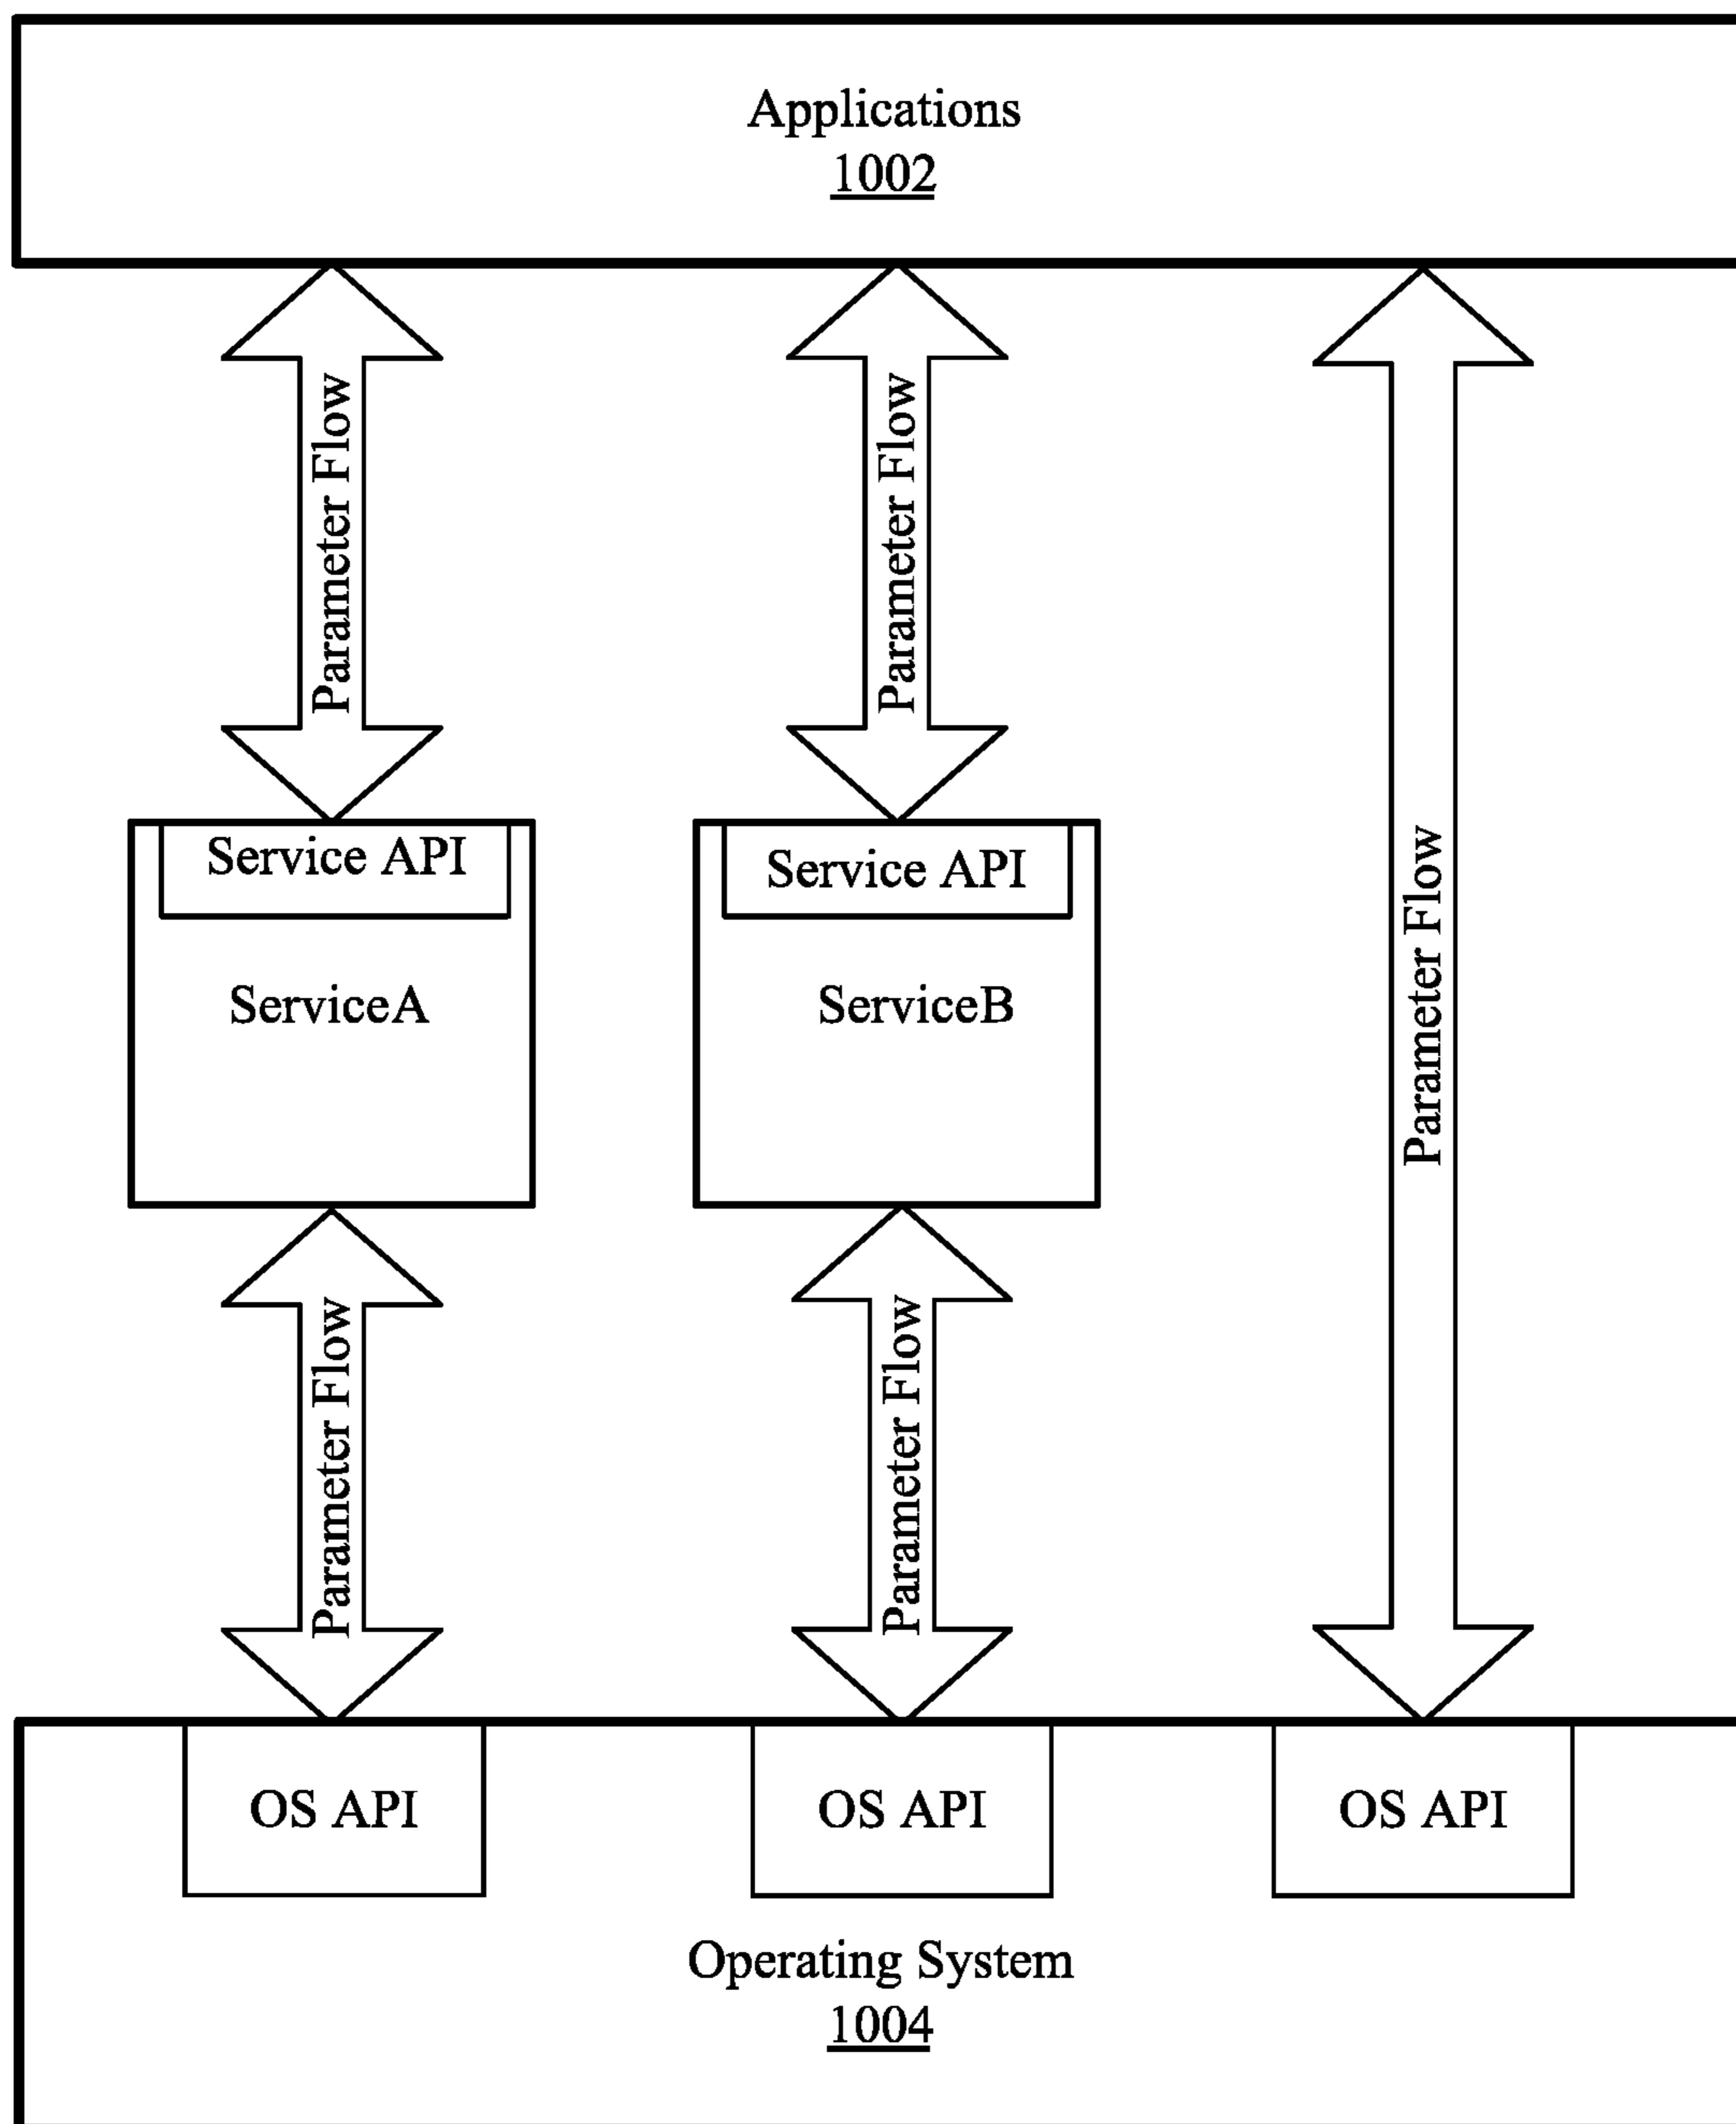 Applications
1002
Parameter Flow
Parameter Flow
Parameter Flow
Service API
ServiceA
Service API
ServiceB
Parameter Flow
Parameter Flow
OS API
OS API
OS API
Operating System
1004